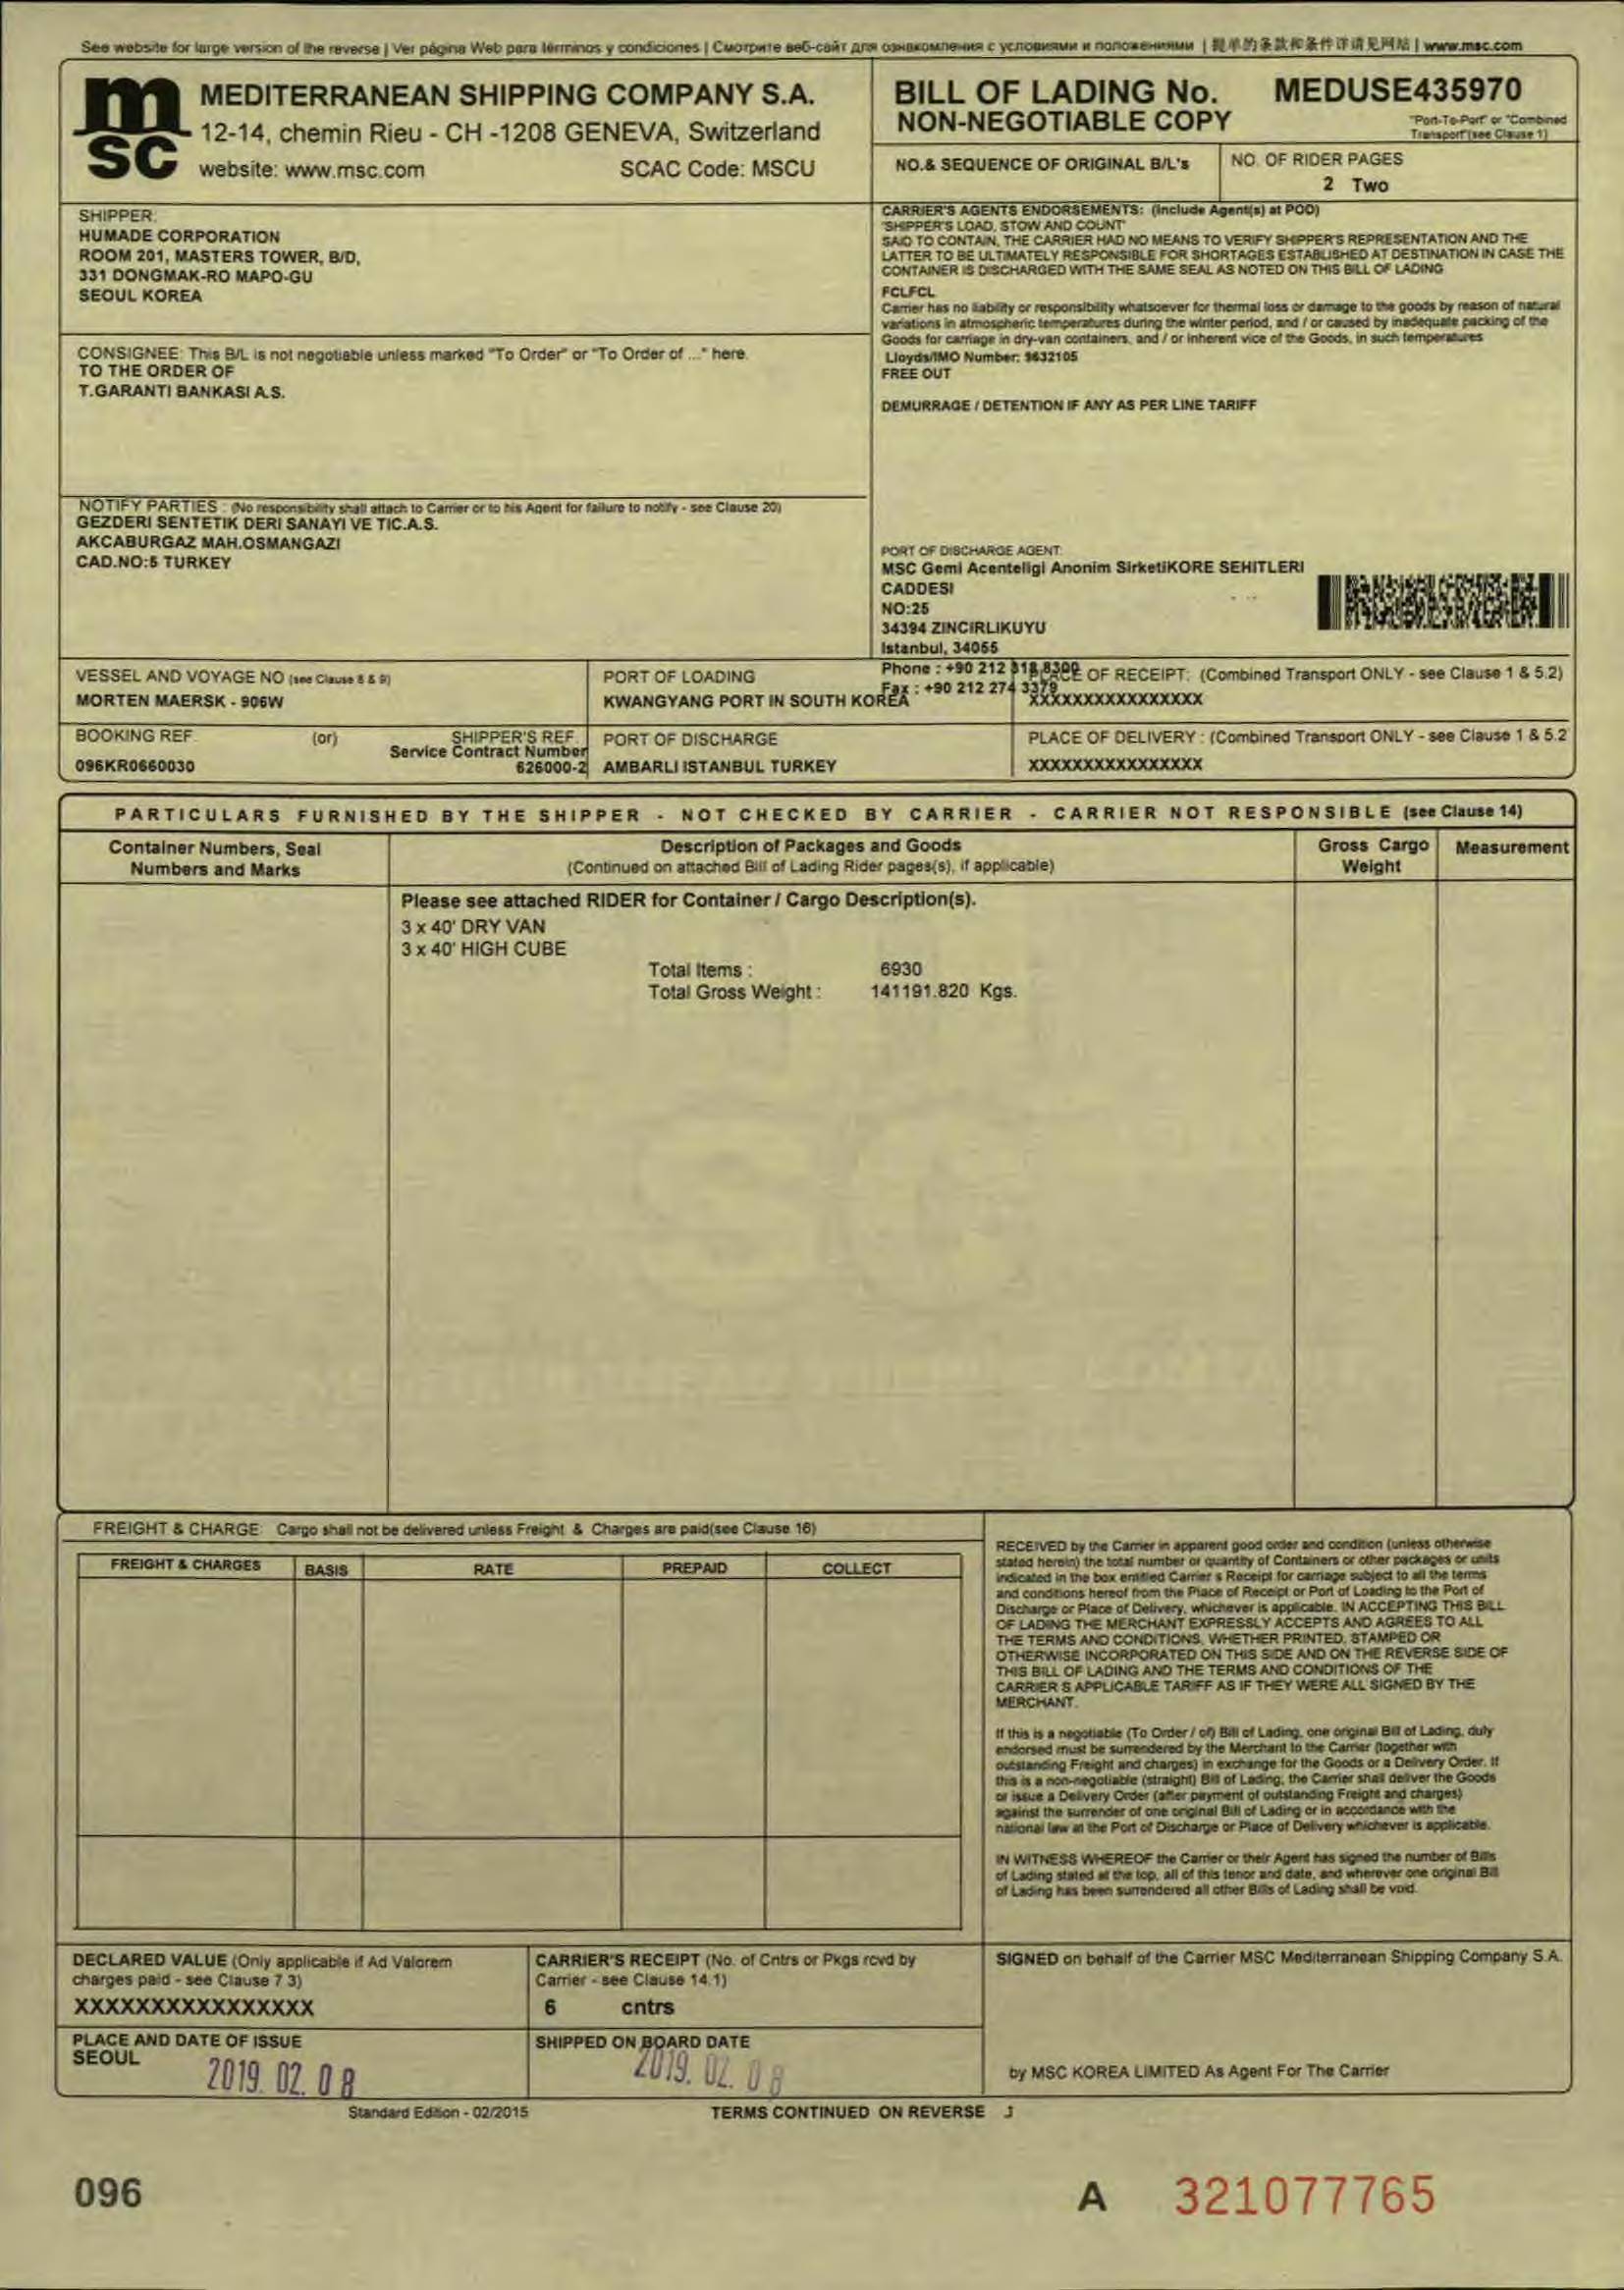 See website for large version of the reverse | Ver página Web para términos y condiciones | Смотрите веб-сайт для ознакомления с условиями и положениями | 提单的条款和条件详请见网站 | www.msc.com
m
SC
MEDITERRANEAN SHIPPING COMPANY S.A.
12-14, chemin Rieu - CH -1208 GENEVA, Switzerland
website: www.msc.com SCAC Code: MSCU
BILL OF LADING No. MEDUSE435970
NON-NEGOTIABLE COPY
"Port-To-Port" or "Combined
Transport"(see Clause 1)
NO.& SEQUENCE OF ORIGINAL B/L's
NO. OF RIDER PAGES
2 Two
SHIPPER:
HUMADE CORPORATION
ROOM 201, MASTERS TOWER, B/D,
331 DONGMAK-RO MAPO-GU
SEOUL KOREA
CARRIER'S AGENTS ENDORSEMENTS: (Include Agent(s) at POD)
"SHIPPER'S LOAD, STOW AND COUNT"
SAID TO CONTAIN, THE CARRIER HAD NO MEANS TO VERIFY SHIPPER'S REPRESENTATION AND THE
LATTER TO BE ULTIMATELY RESPONSIBLE FOR SHORTAGES ESTABLISHED AT DESTINATION IN CASE THE
CONTAINER IS DISCHARGED WITH THE SAME SEAL AS NOTED ON THIS BILL OF LADING
FCLFCL
Carrier has no liability or responsibility whatsoever for thermal loss or damage to the goods by reason of natural
variations in atmospheric temperatures during the winter period, and / or caused by inadequate packing of the
Goods for carriage in dry-van containers, and / or inherent vice of the Goods, in such temperatures
Lloyds/IMO Number: 9632105
FREE OUT
DEMURRAGE / DETENTION IF ANY AS PER LINE TARIFF
CONSIGNEE: This B/L is not negotiable unless marked "To Order" or "To Order of ..." here.
TO THE ORDER OF
T.GARANTI BANKASI A.S.
NOTIFY PARTIES : (No responsibility shall attach to Carrier or to his Agent for failure to notify - see Clause 20)
GEZDERI SENTETIK DERI SANAYI VE TIC.A.S.
AKCABURGAZ MAH.OSMANGAZI
CAD.NO:5 TURKEY
PORT OF DISCHARGE AGENT:
MSC Gemi Acenteligi Anonim SirketiKORE SEHITLERI
CADDESI
NO:25
34394 ZINCIRLIKUYU
Istanbul, 34055
Phone : +90 212 318 8300
Fax : +90 212 274 3379
VESSEL AND VOYAGE NO (see Clause 8 & 9)
MORTEN MAERSK - 906W
PORT OF LOADING
KWANGYANG PORT IN SOUTH KOREA
PLACE OF RECEIPT: (Combined Transport ONLY - see Clause 1 & 5.2)
XXXXXXXXXXXXXXXX
BOOKING REF. (or) SHIPPER'S REF.
Service Contract Number
096KR0660030 626000-2
PORT OF DISCHARGE
AMBARLI ISTANBUL TURKEY
PLACE OF DELIVERY : (Combined Transport ONLY - see Clause 1 & 5.2
XXXXXXXXXXXXXXXX
PARTICULARS FURNISHED BY THE SHIPPER - NOT CHECKED BY CARRIER - CARRIER NOT RESPONSIBLE (see Clause 14)
Container Numbers, Seal
Numbers and Marks
Description of Packages and Goods
(Continued on attached Bill of Lading Rider pages(s), if applicable)
Gross Cargo
Weight
Measurement
Please see attached RIDER for Container / Cargo Description(s).
3 x 40' DRY VAN
3 x 40' HIGH CUBE
Total Items : 6930
Total Gross Weight : 141191.820 Kgs.
FREIGHT & CHARGE: Cargo shall not be delivered unless Freight & Charges are paid(see Clause 16)
FREIGHT & CHARGES BASIS RATE PREPAID COLLECT
RECEIVED by the Carrier in apparent good order and condition (unless otherwise
stated herein) the total number or quantity of Containers or other packages or units
indicated in the box entitled Carrier s Receipt for carriage subject to all the terms
and conditions hereof from the Place of Receipt or Port of Loading to the Port of
Discharge or Place of Delivery, whichever is applicable. IN ACCEPTING THIS BILL
OF LADING THE MERCHANT EXPRESSLY ACCEPTS AND AGREES TO ALL
THE TERMS AND CONDITIONS, WHETHER PRINTED, STAMPED OR
OTHERWISE INCORPORATED ON THIS SIDE AND ON THE REVERSE SIDE OF
THIS BILL OF LADING AND THE TERMS AND CONDITIONS OF THE
CARRIER S APPLICABLE TARIFF AS IF THEY WERE ALL SIGNED BY THE
MERCHANT.
If this is a negotiable (To Order / of) Bill of Lading, one original Bill of Lading, duly
endorsed must be surrendered by the Merchant to the Carrier (together with
outstanding Freight and charges) in exchange for the Goods or a Delivery Order. If
this is a non-negotiable (straight) Bill of Lading, the Carrier shall deliver the Goods
or issue a Delivery Order (after payment of outstanding Freight and charges)
against the surrender of one original Bill of Lading or in accordance with the
national law at the Port of Discharge or Place of Delivery whichever is applicable.
IN WITNESS WHEREOF the Carrier or their Agent has signed the number of Bills
of Lading stated at the top, all of this tenor and date, and wherever one original Bill
of Lading has been surrendered all other Bills of Lading shall be void.
DECLARED VALUE (Only applicable if Ad Valorem
charges paid - see Clause 7.3)
XXXXXXXXXXXXXXXX
CARRIER'S RECEIPT (No. of Cntrs or Pkgs rcvd by
Carrier - see Clause 14.1)
6 cntrs
SIGNED on behalf of the Carrier MSC Mediterranean Shipping Company S.A.
PLACE AND DATE OF ISSUE
SEOUL
2019. 02. 08
SHIPPED ON BOARD DATE
2019. 02. 08
by MSC KOREA LIMITED As Agent For The Carrier
Standard Edition - 02/2015 TERMS CONTINUED ON REVERSE J
096 A 321077765